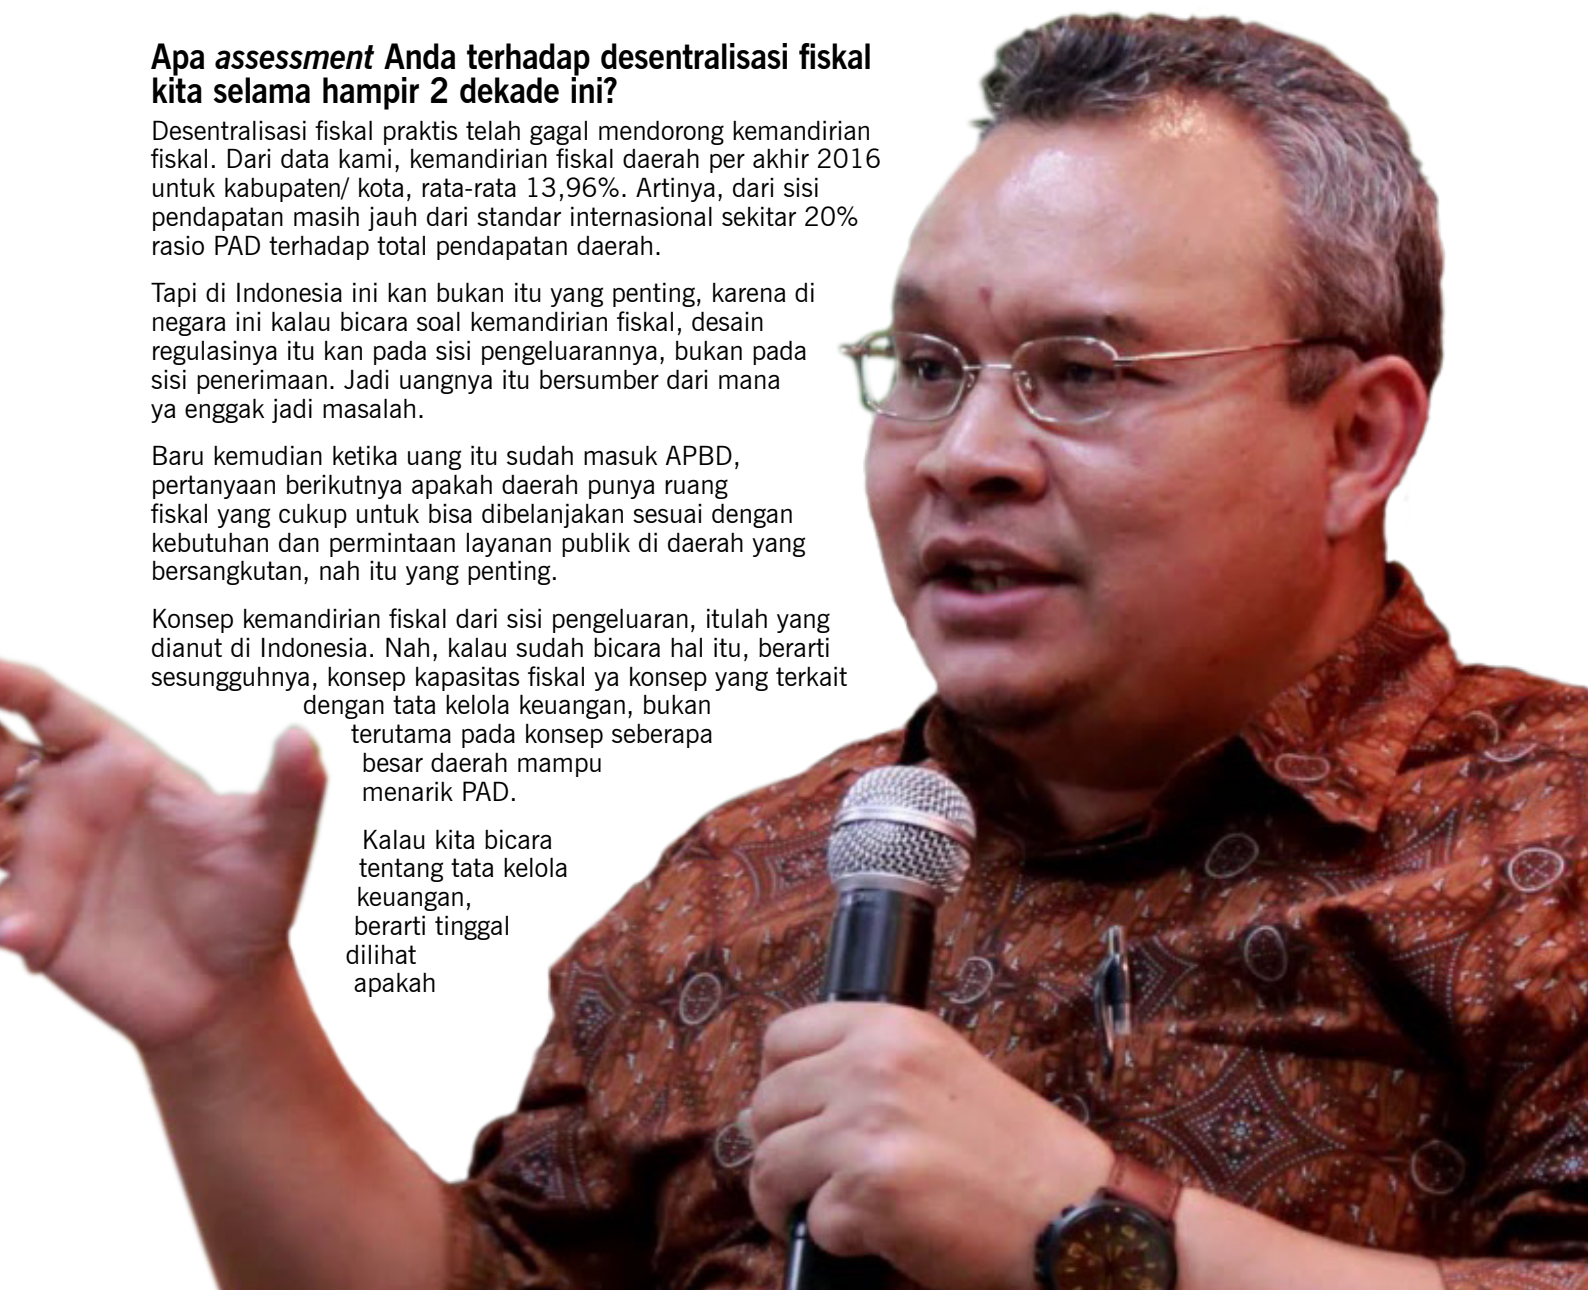 Apa assessment Anda terhadap desentralisasi fiskal
kita selama hampir 2 dekade ini?
Desentralisasi fiskal praktis telah gagal mendorong kemandirian
fiskal. Dari data kami, kemandirian fiskal daerah per akhir 2016
untuk kabupaten/ kota, rata-rata 13,96%. Artinya, dari sisi
pendapatan masih jauh dari standar internasional sekitar 20%
rasio PAD terhadap total pendapatan daerah.
Tapi di Indonesia ini kan bukan itu yang penting, karena di
negara ini kalau bicara soal kemandirian fiskal, desain
regulasinya itu kan pada sisi pengeluarannya, bukan pada
sisi penerimaan. Jadi uangnya itu bersumber dari mana
ya enggak jadi masalah.
Baru kemudian ketika uang itu sudah masuk APBD,
pertanyaan berikutnya apakah daerah punya ruang
fiskal yang cukup untuk bisa dibelanjakan sesuai dengan
kebutuhan dan permintaan layanan publik di daerah yang
bersangkutan, nah itu yang penting.
Konsep kemandirian fiskal dari sisi pengeluaran, itulah yang
dianut di Indonesia. Nah, kalau sudah bicara hal itu, berarti
sesungguhnya, konsep kapasitas fiskal ya konsep yang terkait
dengan tata kelola keuangan, bukan
terutama pada konsep seberapa
besar daerah mampu
menarik PAD.
Kalau kita bicara
tentang tata kelola
keuangan,
berarti tinggal
dilihat
apakah